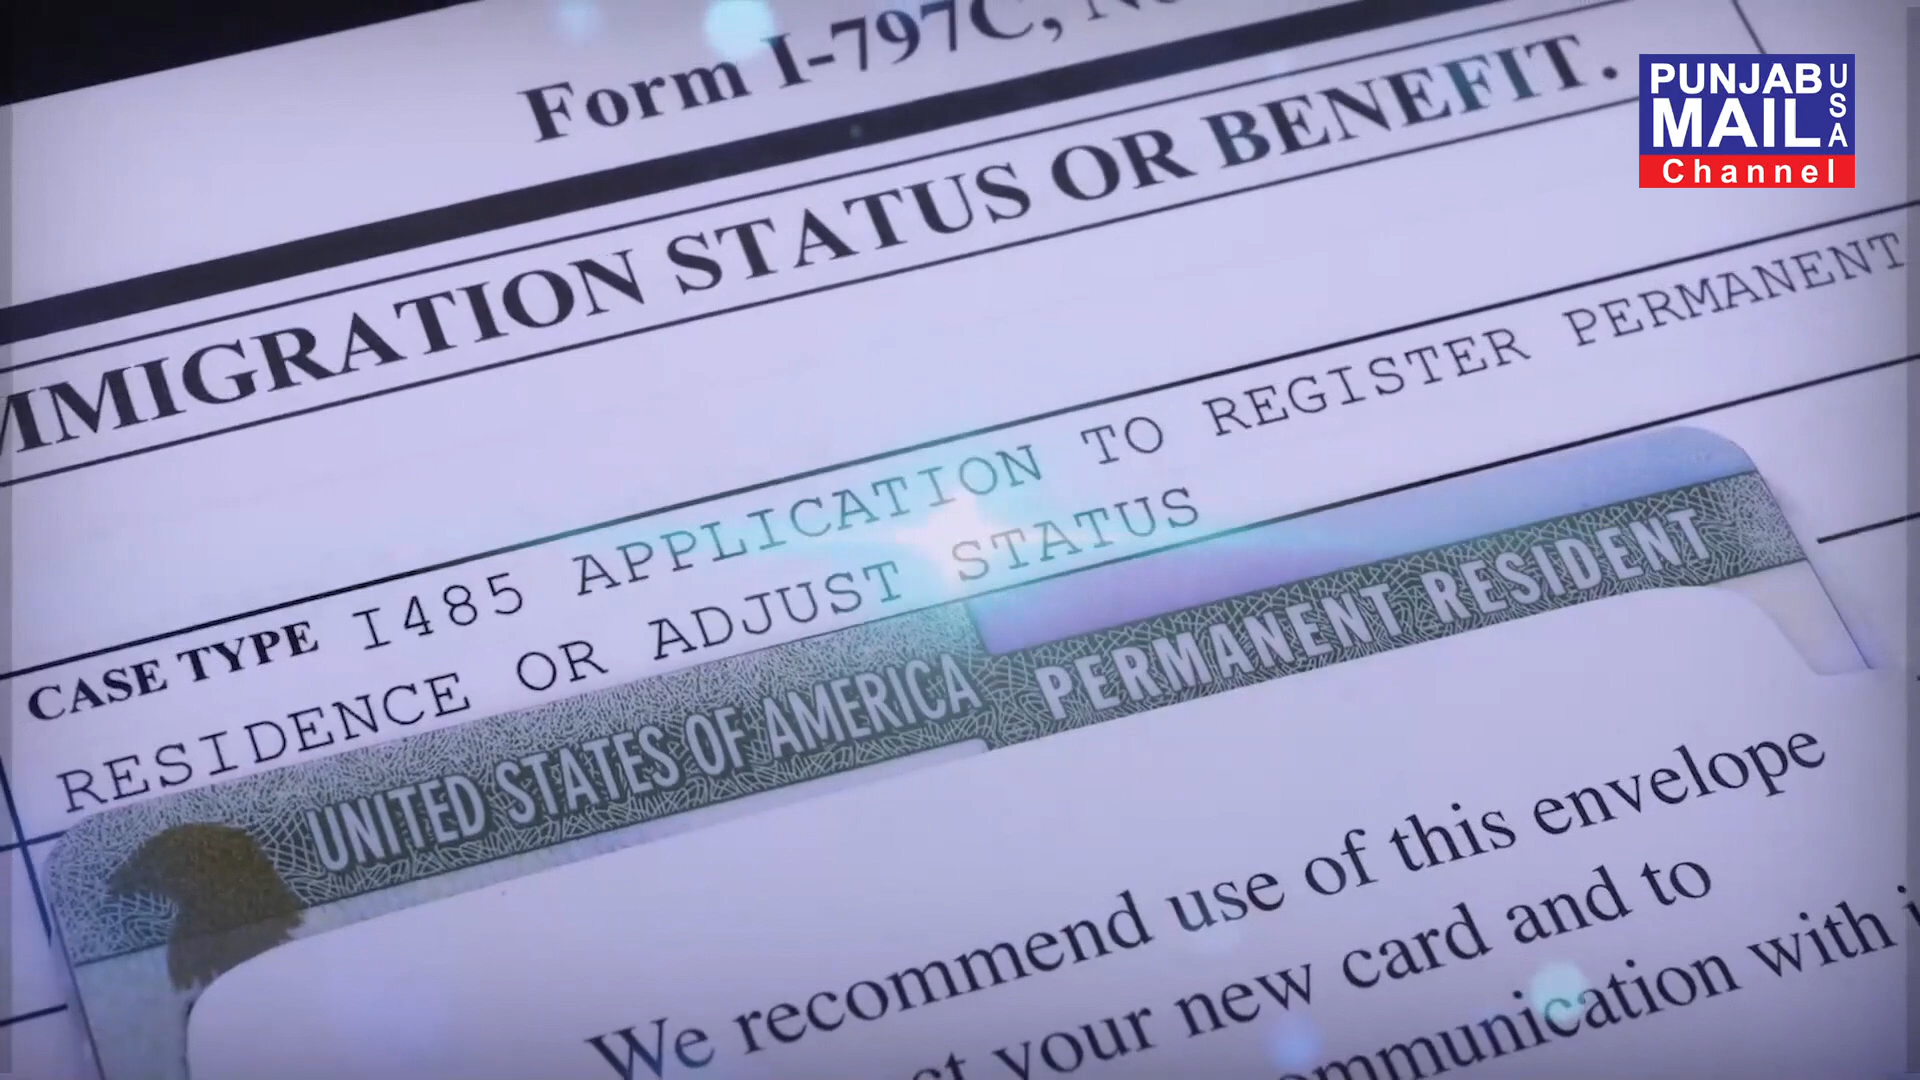 Form I-797C,
PUNJAB USA
MAIL
Channel
IMMIGRATION STATUS OR BENEFIT.
CASE TYPE I485 APPLICATION TO REGISTER PERMANENT
RESIDENCE OR ADJUST STATUS
UNITED STATES OF AMERICA PERMANENT RESIDENT
We recommend use of this envelope
your new card and to
with